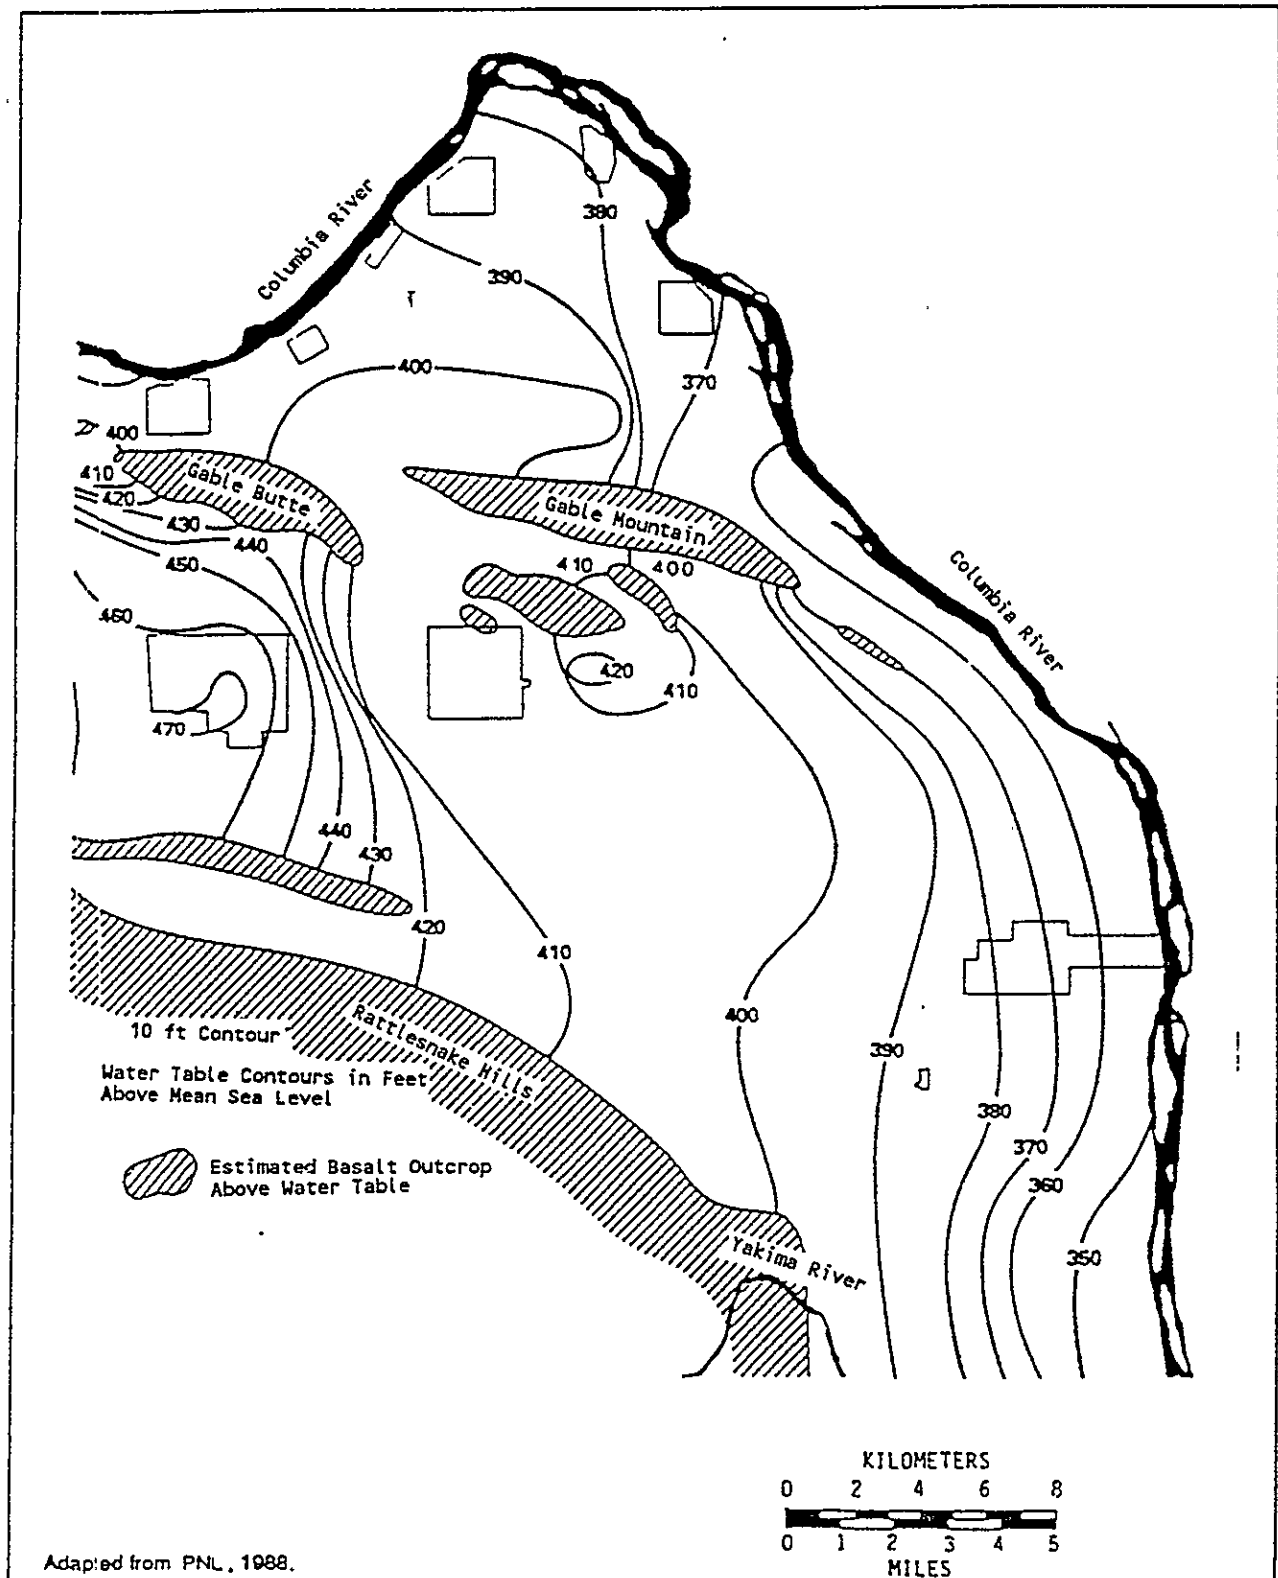 Columbia River
380
390
400
370
400
410
420
430
440
450
460
470
Gable Butte
Gable Mountain
410
400
420
410
Columbia River
440
430
420
410
400
390
380
370
360
350
Rattlesnake Hills
Yakima River
10 ft Contour
Water Table Contours in Feet
Above Mean Sea Level
Estimated Basalt Outcrop
Above Water Table
KILOMETERS
0 2 4 6 8
0 1 2 3 4 5
MILES
Adapted from PNL, 1988.